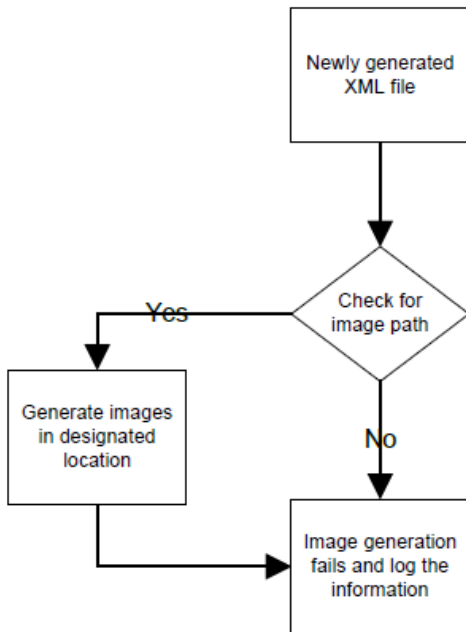 Newly generated
XML file
Check for
image path
Yes
Generate images
in designated
location
No
Image generation
fails and log the
information